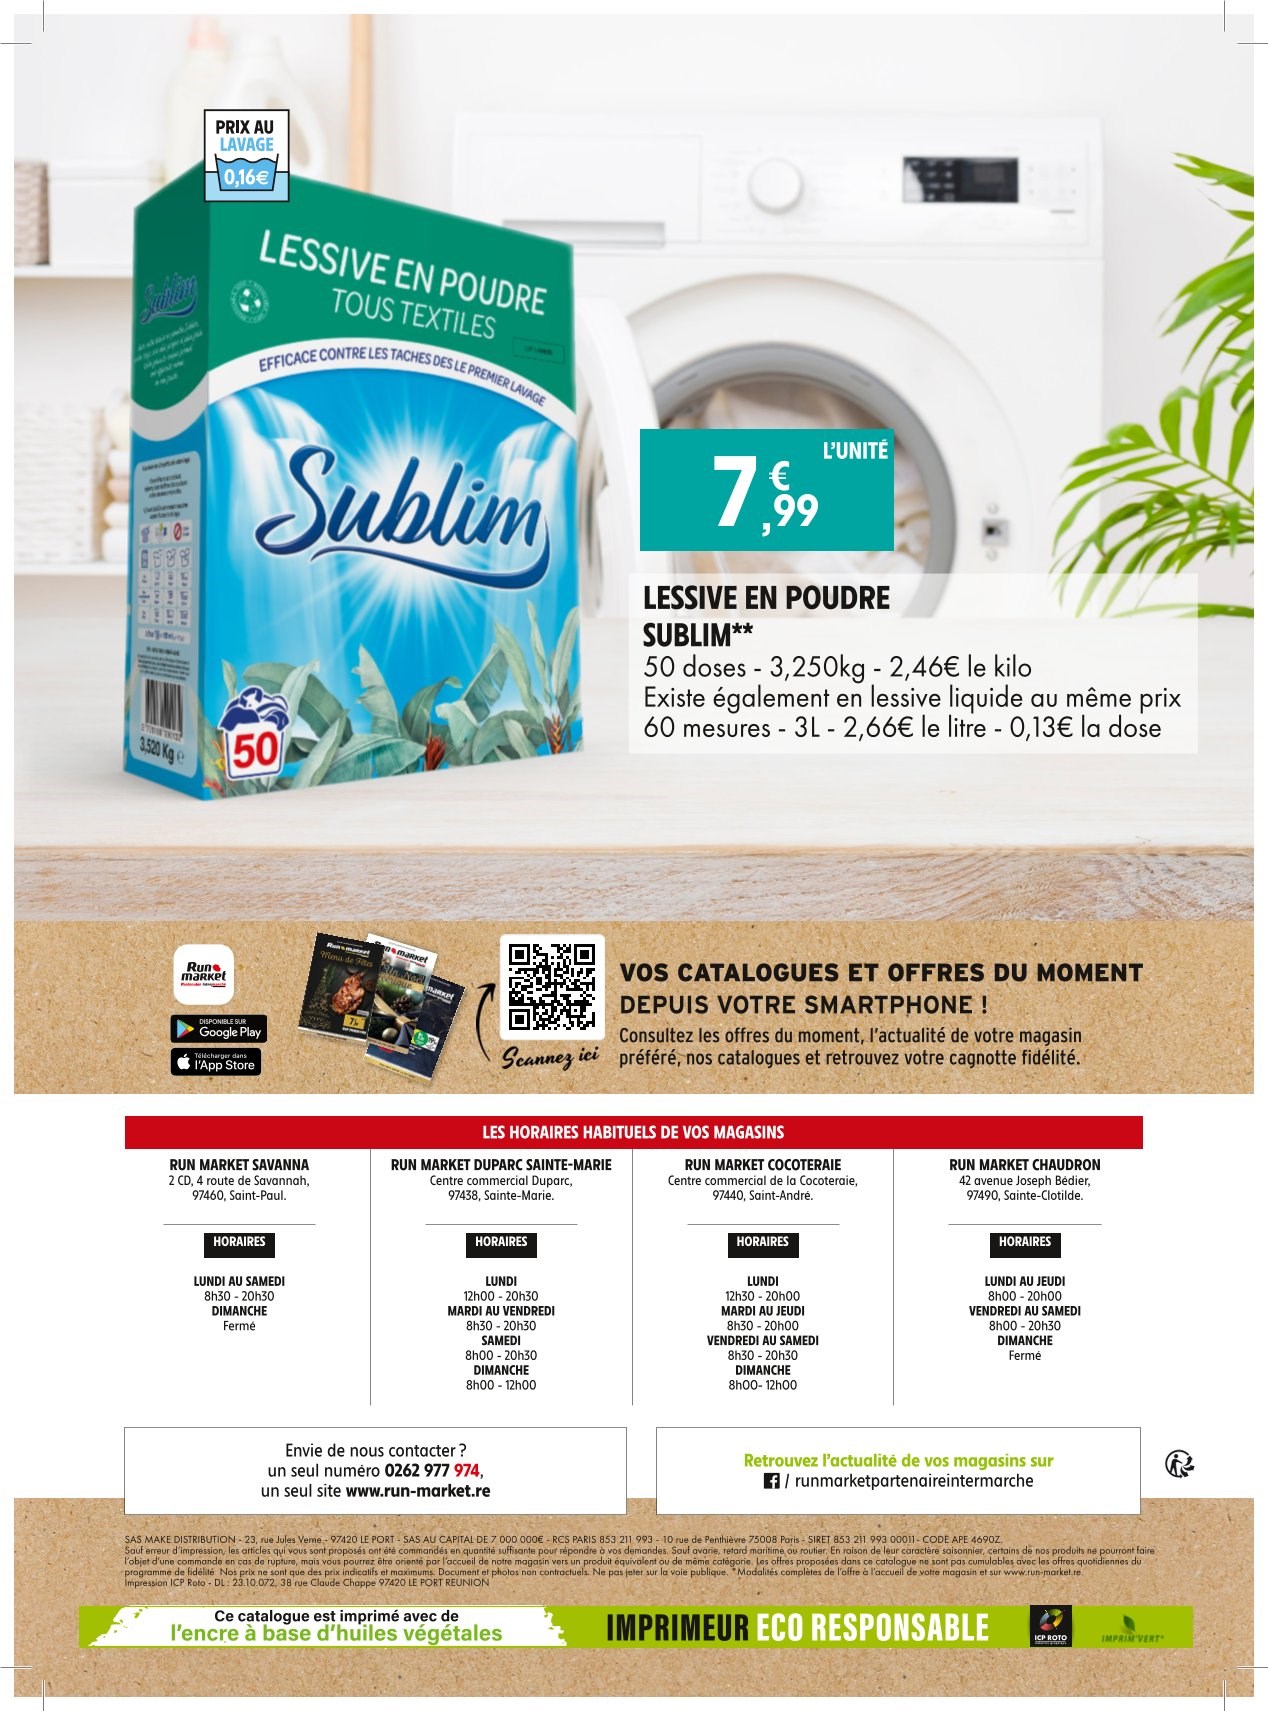 PRIX AU
LAVAGE
0,16€
LESSIVE EN POUDRE
TOUS TEXTILES
EFFICACE CONTRE LES TACHES DES LE PREMIER LAVAGE
Sublim
Sublim
50
3,520 Kg e
L'UNITÉ
7€,99
LESSIVE EN POUDRE
SUBLIM**
50 doses - 3,250kg - 2,46€ le kilo
Existe également en lessive liquide au même prix
60 mesures - 3L - 2,66€ le litre - 0,13€ la dose
Run market
DISPONIBLE SUR
Google Play
Télécharger dans
l'App Store
Run market
Menu de Fêtes
Scannez ici
VOS CATALOGUES ET OFFRES DU MOMENT
DEPUIS VOTRE SMARTPHONE !
Consultez les offres du moment, l'actualité de votre magasin
préféré, nos catalogues et retrouvez votre cagnotte fidélité.
LES HORAIRES HABITUELS DE VOS MAGASINS
RUN MARKET SAVANNA
2 CD, 4 route de Savannah,
97460, Saint-Paul.
HORAIRES
LUNDI AU SAMEDI
8h30 - 20h30
DIMANCHE
Fermé
RUN MARKET DUPARC SAINTE-MARIE
Centre commercial Duparc,
97438, Sainte-Marie.
HORAIRES
LUNDI
12h00 - 20h30
MARDI AU VENDREDI
8h30 - 20h30
SAMEDI
8h00 - 20h30
DIMANCHE
8h00 - 12h00
RUN MARKET COCOTERAIE
Centre commercial de la Cocoteraie,
97440, Saint-André.
HORAIRES
LUNDI
12h30 - 20h00
MARDI AU JEUDI
8h30 - 20h00
VENDREDI AU SAMEDI
8h30 - 20h30
DIMANCHE
8h00- 12h00
RUN MARKET CHAUDRON
42 avenue Joseph Bédier,
97490, Sainte-Clotilde.
HORAIRES
LUNDI AU JEUDI
8h00 - 20h00
VENDREDI AU SAMEDI
8h00 - 20h30
DIMANCHE
Fermé
Envie de nous contacter ?
un seul numéro 0262 977 974,
un seul site www.run-market.re
Retrouvez l'actualité de vos magasins sur
/ runmarketpartenaireintermarche
SAS MAKE DISTRIBUTION - 23, rue Jules Verne - 97420 LE PORT - SAS AU CAPITAL DE 7 000 000€ - RCS PARIS 853 211 993 - 10 rue de Penthièvre 75008 Paris - SIRET 853 211 993 00011- CODE APE 4690Z.
Sauf erreur d'impression, les articles qui vous sont proposés ont été commandés en quantité suffisante pour répondre à vos demandes. Sauf avarie, retard maritime ou routier. En raison de leur caractère saisonnier, certains de nos produits ne pourront faire
l'objet d'une commande en cas de rupture, mais vous pourrez être orienté par l'accueil de notre magasin vers un produit équivalent ou de même catégorie. Les offres proposées dans ce catalogue ne sont pas cumulables avec les offres quotidiennes du
programme de fidélité. Nos prix ne sont que des prix indicatifs et maximums. Document et photos non contractuels. Ne pas jeter sur la voie publique. *Modalités complètes de l'offre à l'accueil de votre magasin et sur www.run-market.re.
Impression ICP Roto - DL : 23.10.072, 38 rue Claude Chappe 97420 LE PORT REUNION
Ce catalogue est imprimé avec de
l'encre à base d'huiles végétales
IMPRIMEUR ECO RESPONSABLE
ICP ROTO
IMPRIM'VERT®